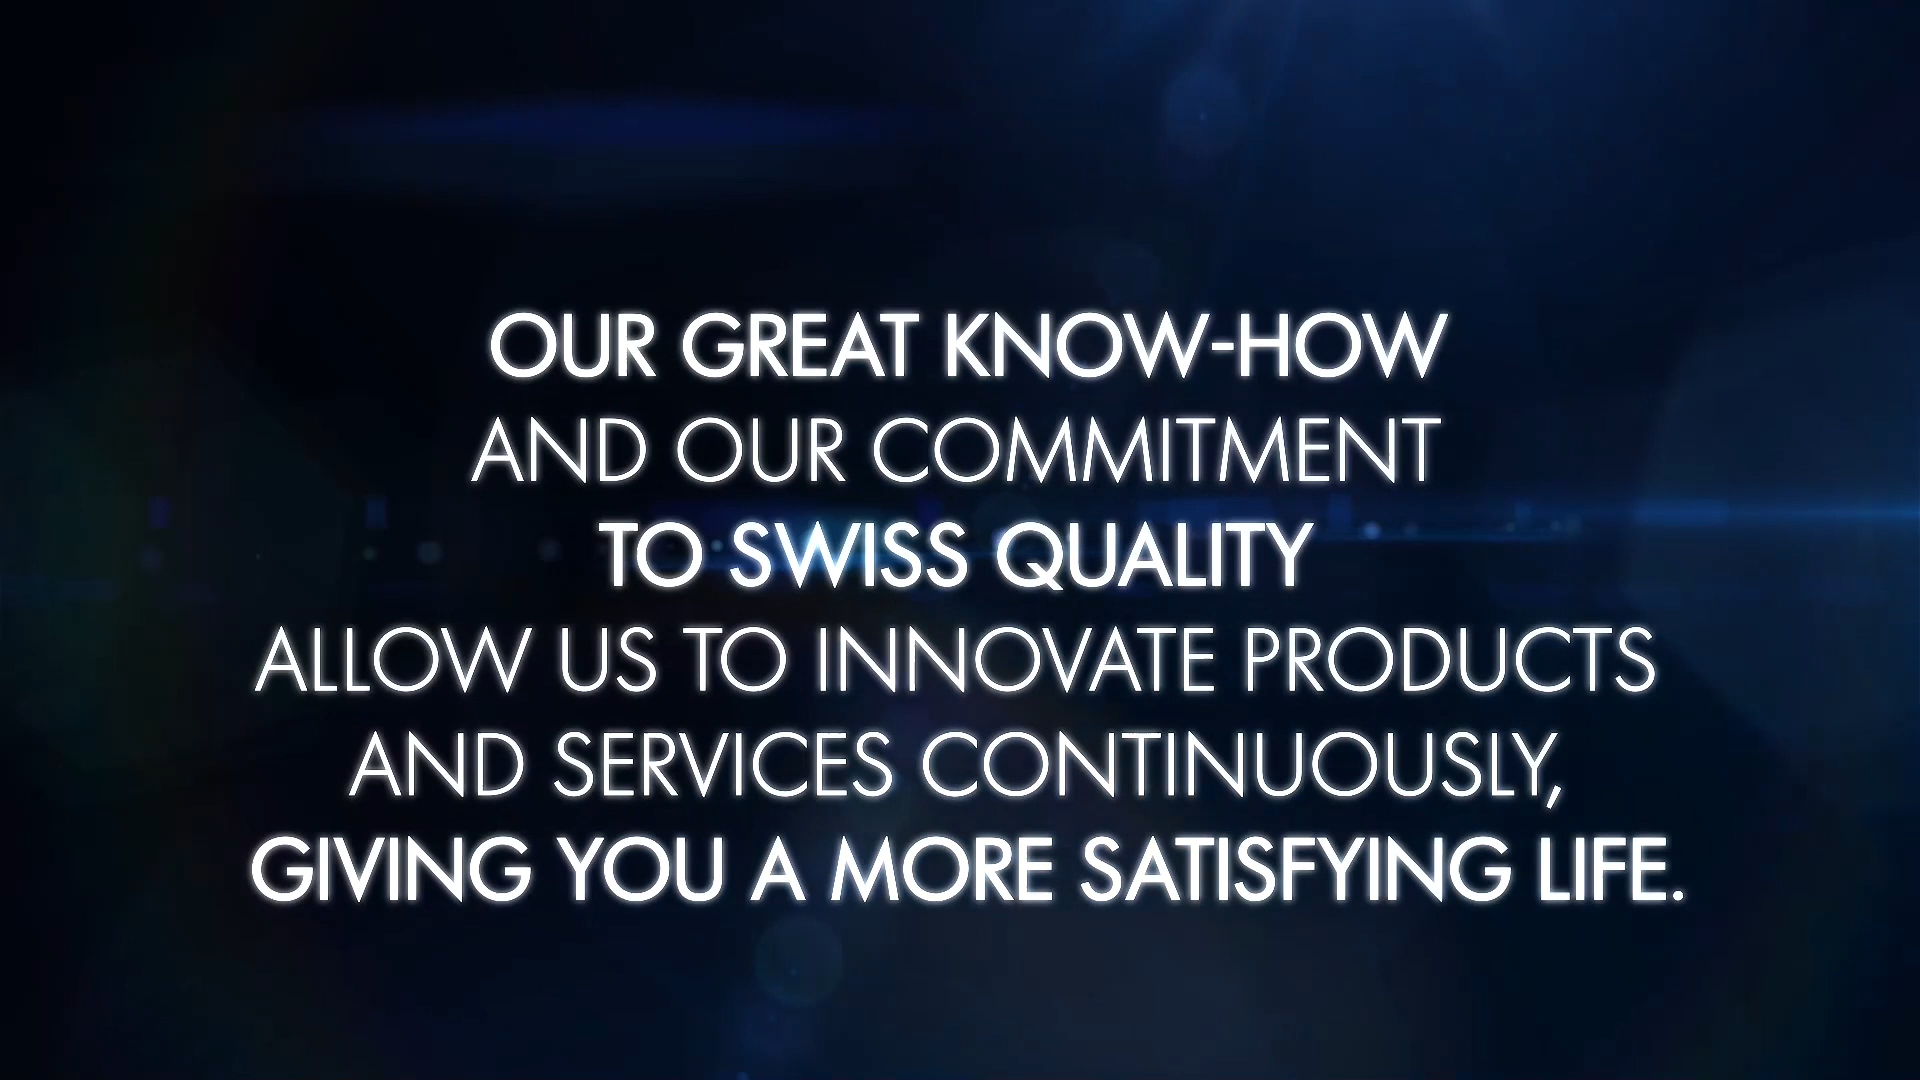 OUR GREAT KNOW-HOW
AND OUR COMMITMENT
TO SWISS QUALITY
ALLOW US TO INNOVATE PRODUCTS
AND SERVICES CONTINUOUSLY,
GIVING YOU A MORE SATISFYING LIFE.